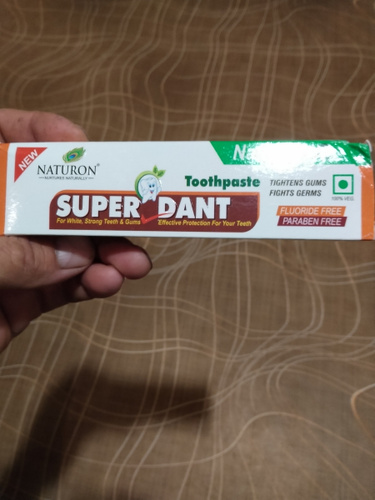 NEW
NATURON®
NURTURES NATURALLY
Na
Toothpaste
TIGHTENS GUMS
FIGHTS GERMS
100% VEG.
SUPER DANT
For White, Strong Teeth & Gums
Effective Protection For Your Teeth
FLUORIDE FREE
PARABEN FREE